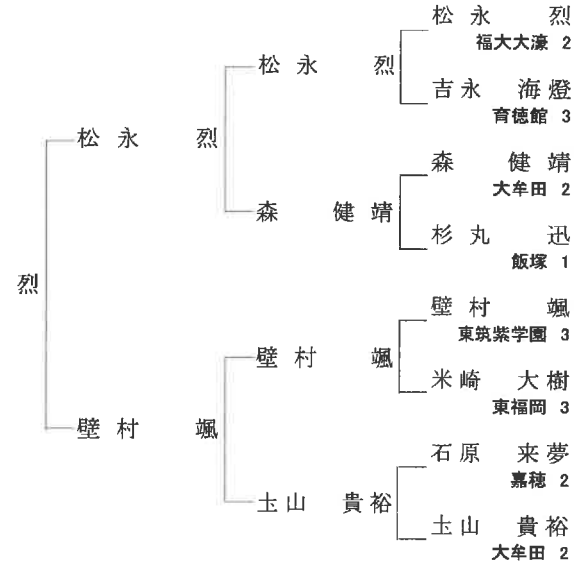 松永 烈
福大大濠 2
吉永 海燈
育徳館 3
森 健靖
大牟田 2
杉丸 迅
飯塚 1
壁村 颯
東筑紫学園 3
米崎 大樹
東福岡 3
石原 来夢
嘉穂 2
圡山 貴裕
大牟田 2
松永 烈
森 健靖
壁村 颯
圡山 貴裕
松永 烈
壁村 颯
烈